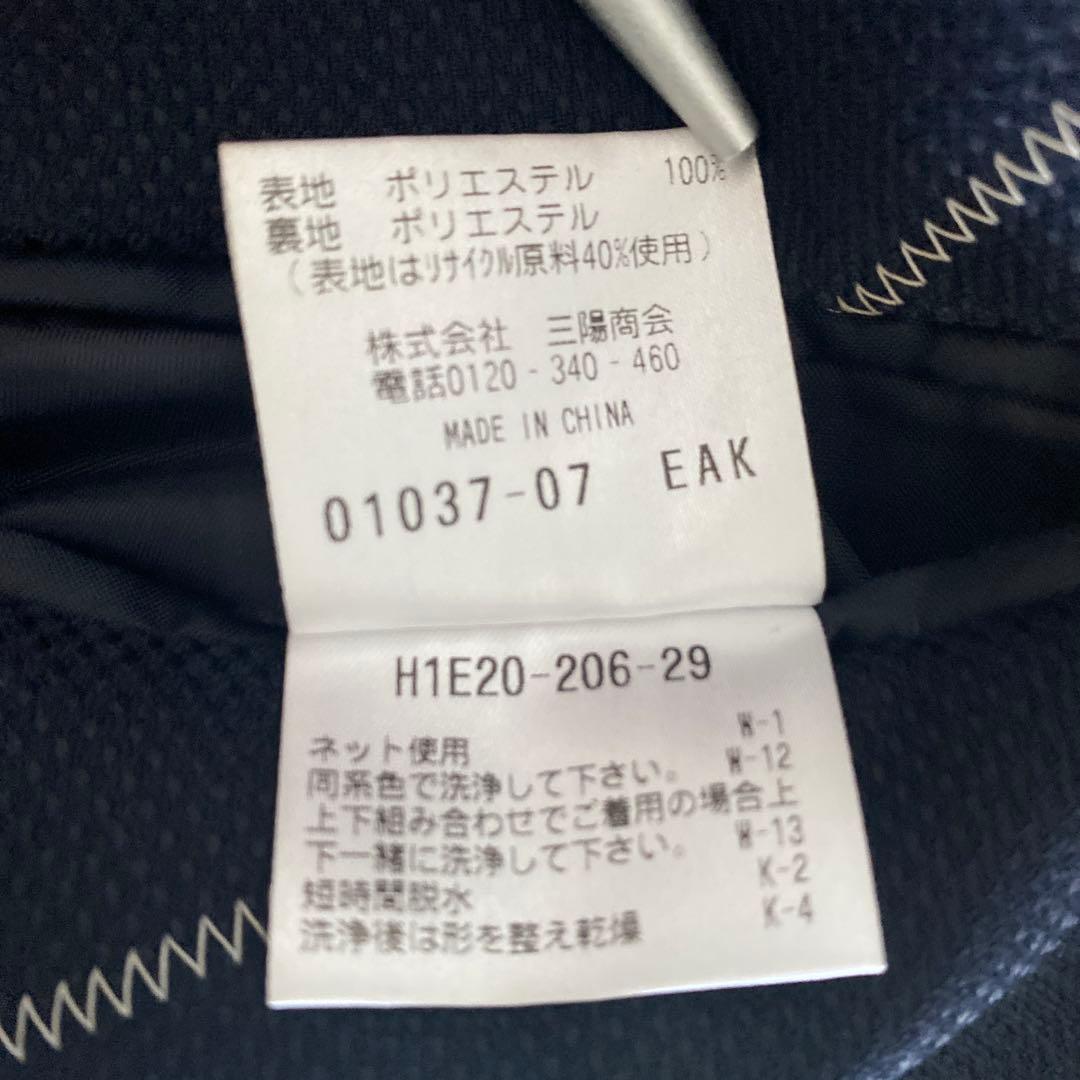 表地 ポリエステル 100%
裏地 ポリエステル
(表地はリサイクル原料40%使用)
株式会社 三陽商会
電話0120-340-460
MADE IN CHINA
01037-07 EAK
H1E20-206-29
ネット使用 W-1
同系色で洗浄して下さい。 W-12
上下組み合わせでご着用の場合上
下一緒に洗浄して下さい。 W-13
短時間脱水 K-2
洗浄後は形を整え乾燥 K-4